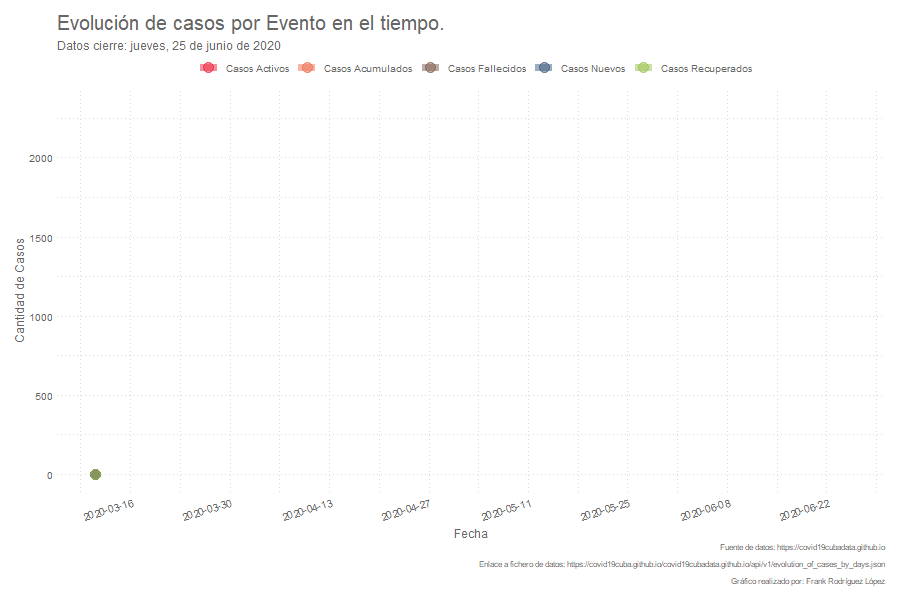 Evolución de casos por Evento en el tiempo.
Datos cierre: jueves, 25 de junio de 2020
Casos Activos Casos Acumulados Casos Fallecidos Casos Nuevos Casos Recuperados
2000
1500
1000
500
0
Cantidad de Casos
2020-03-16 2020-03-30 2020-04-13 2020-04-27 2020-05-11 2020-05-25 2020-06-08 2020-06-22
Fecha
Fuente de datos: https://covid19cubadata.github.io
Enlace a fichero de datos: https://covid19cuba.github.io/covid19cubadata.github.io/api/v1/evolution_of_cases_by_days.json
Gráfico realizado por: Frank Rodríguez López